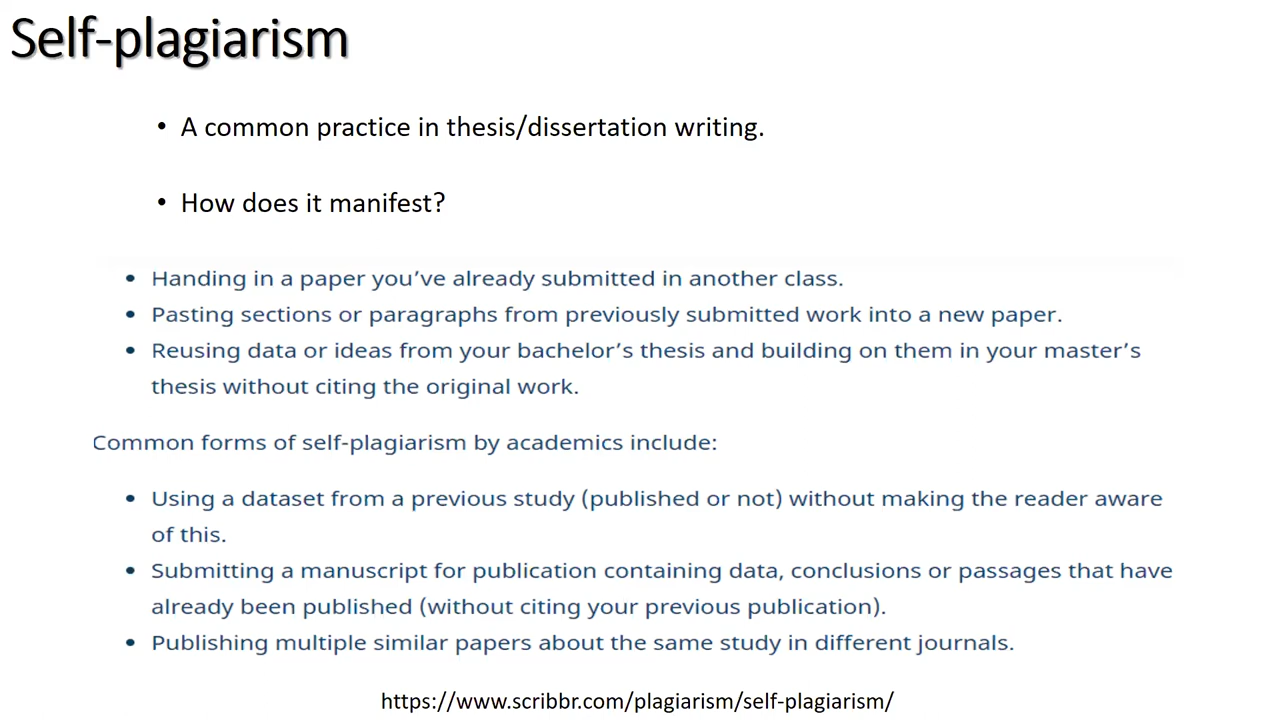 Self-plagiarism
• A common practice in thesis/dissertation writing.
• How does it manifest?
• Handing in a paper you’ve already submitted in another class.
• Pasting sections or paragraphs from previously submitted work into a new paper.
• Reusing data or ideas from your bachelor’s thesis and building on them in your master’s
thesis without citing the original work.
Common forms of self-plagiarism by academics include:
• Using a dataset from a previous study (published or not) without making the reader aware
of this.
• Submitting a manuscript for publication containing data, conclusions or passages that have
already been published (without citing your previous publication).
• Publishing multiple similar papers about the same study in different journals.
https://www.scribbr.com/plagiarism/self-plagiarism/